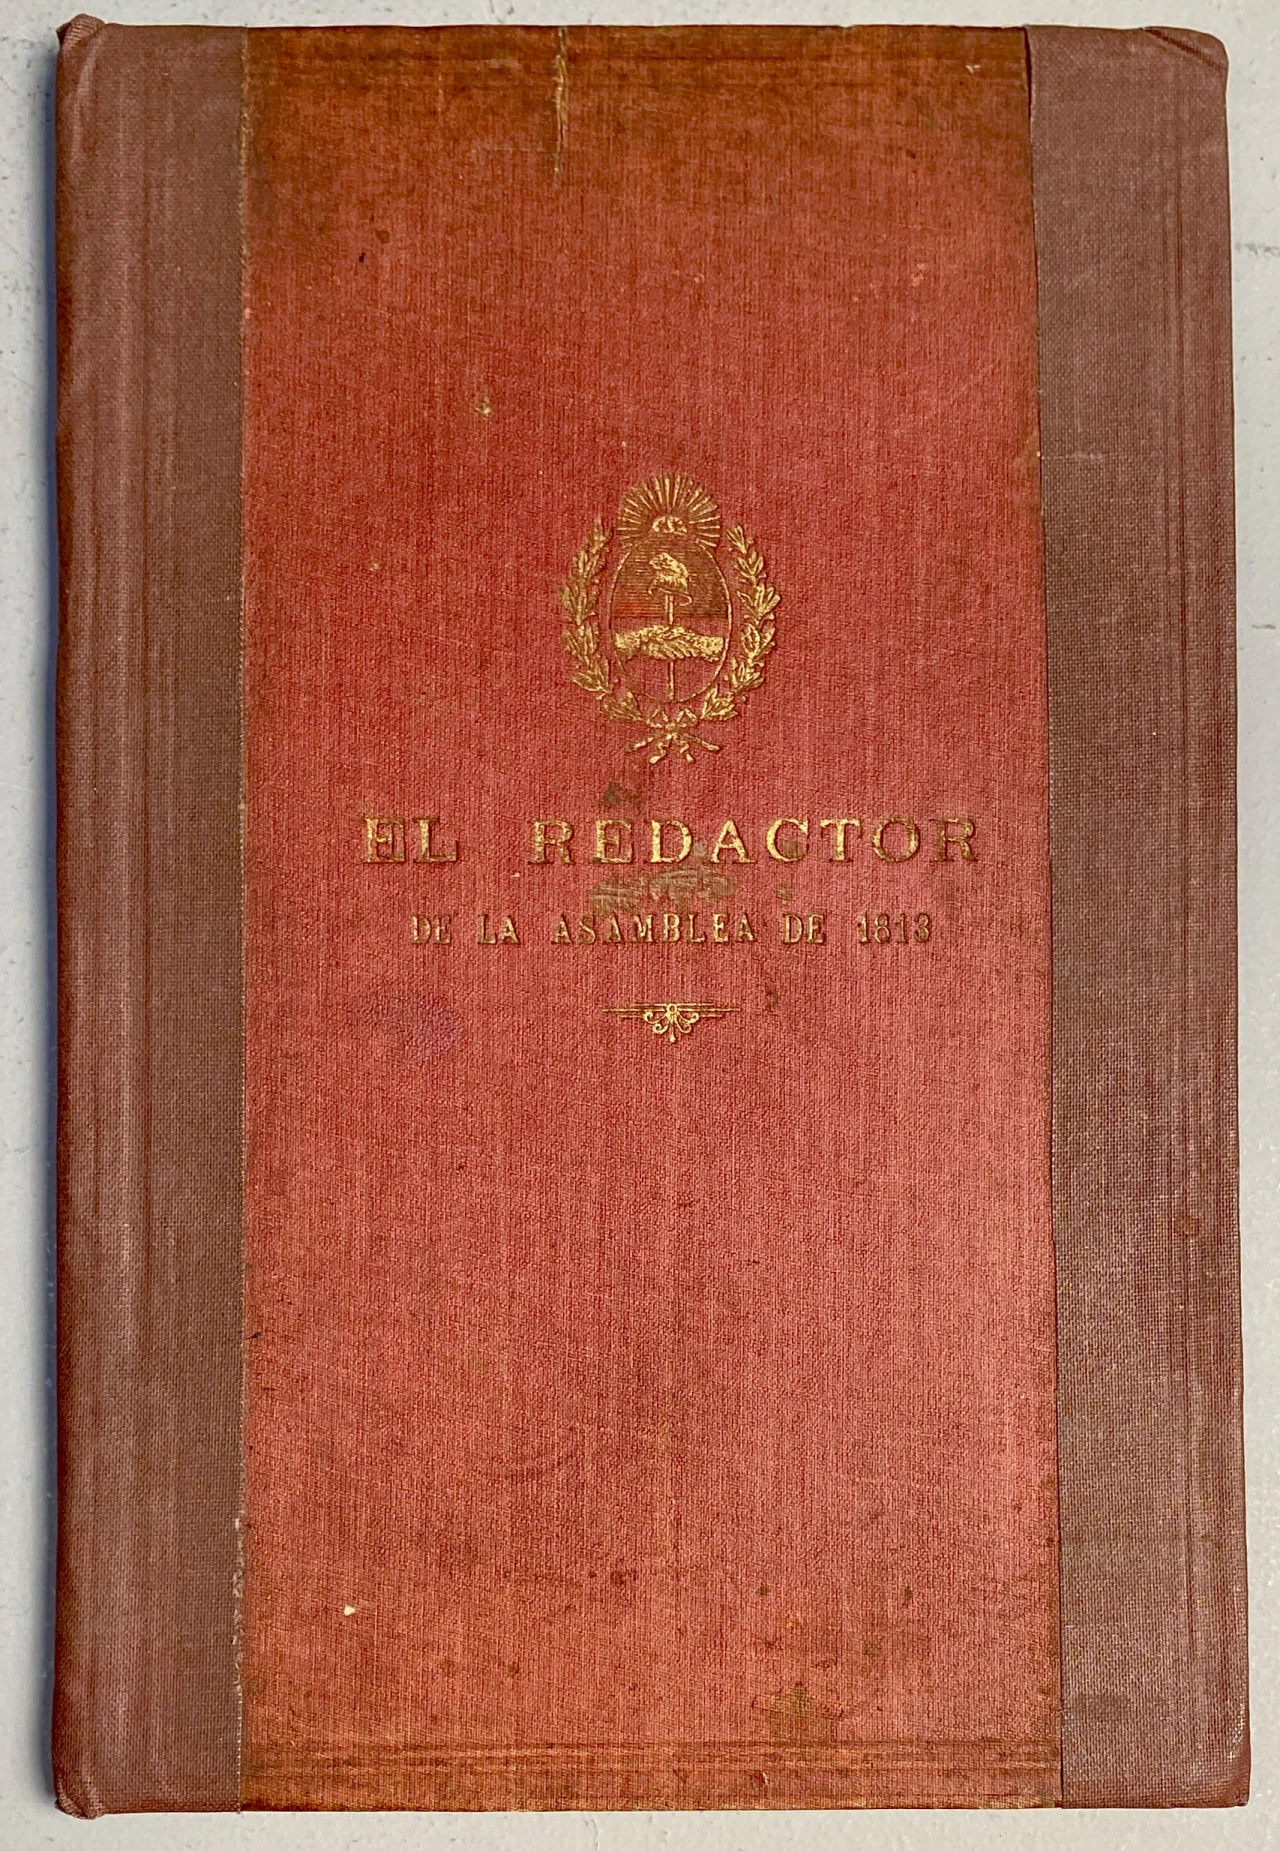 EL REDACTOR
DE LA ASAMBLEA DE 1813